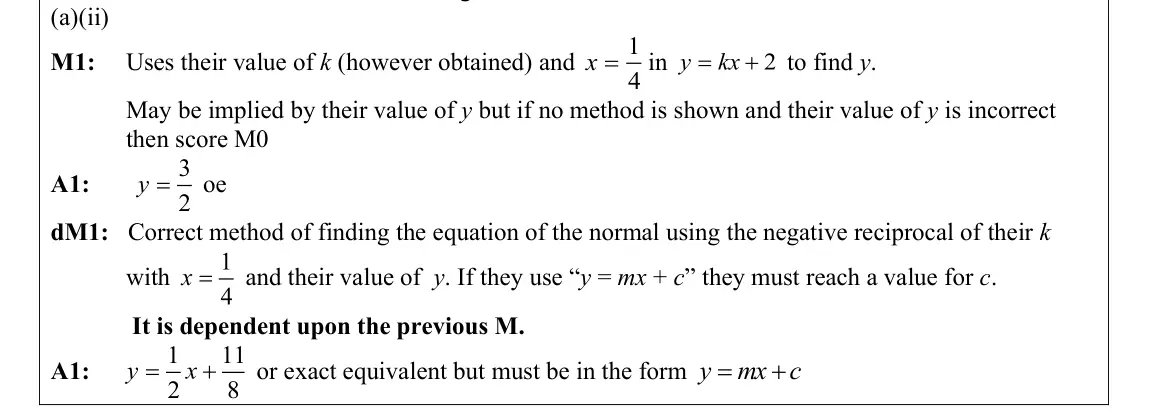 (a)(ii)
M1: Uses their value of k (however obtained) and x = 1/4 in y = kx + 2 to find y.
May be implied by their value of y but if no method is shown and their value of y is incorrect
then score M0
A1: y = 3/2 oe
dM1: Correct method of finding the equation of the normal using the negative reciprocal of their k
with x = 1/4 and their value of y. If they use “y = mx + c” they must reach a value for c.
It is dependent upon the previous M.
A1: y = 1/2 x + 11/8 or exact equivalent but must be in the form y = mx + c